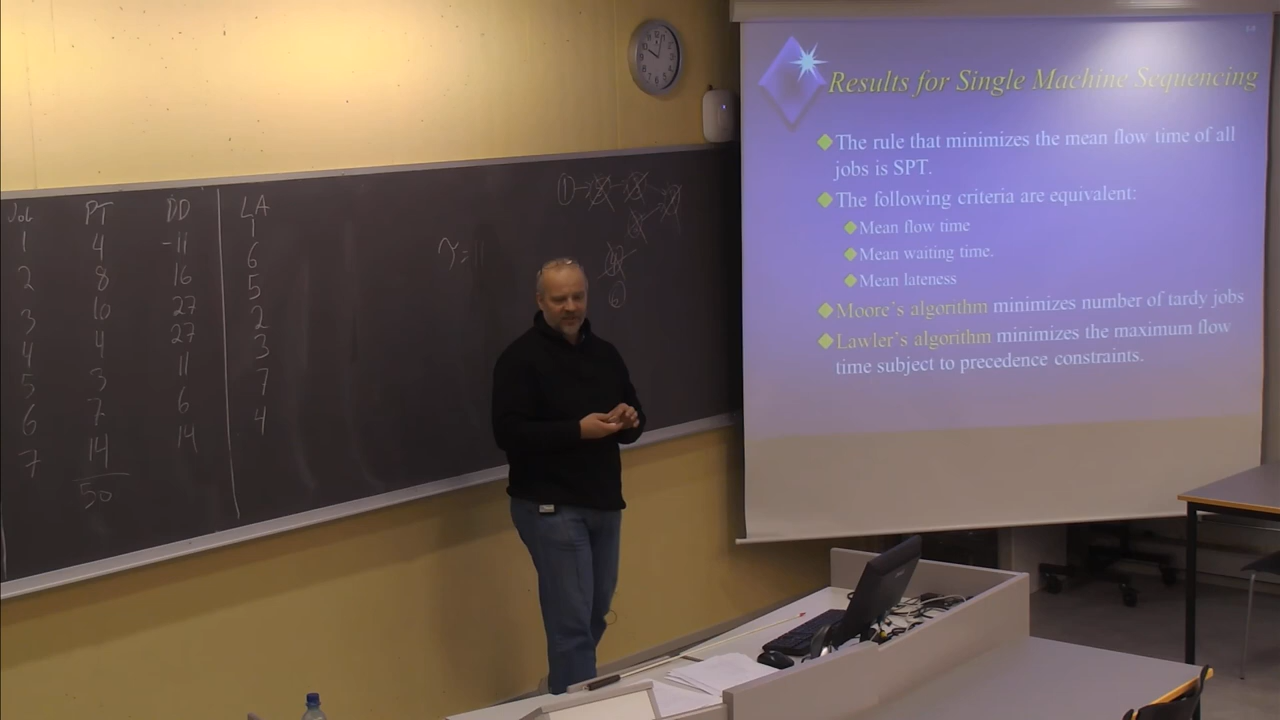 Job PT DD LA
1 4 -11 1
2 8 16 6
3 10 27 5
4 4 27 2
5 3 11 3
6 7 6 7
7 14 14 4
50
Results for Single Machine Sequencing
The rule that minimizes the mean flow time of all
jobs is SPT.
The following criteria are equivalent:
Mean flow time
Mean waiting time.
Mean lateness
Moore's algorithm minimizes number of tardy jobs
Lawler's algorithm minimizes the maximum flow
time subject to precedence constraints.